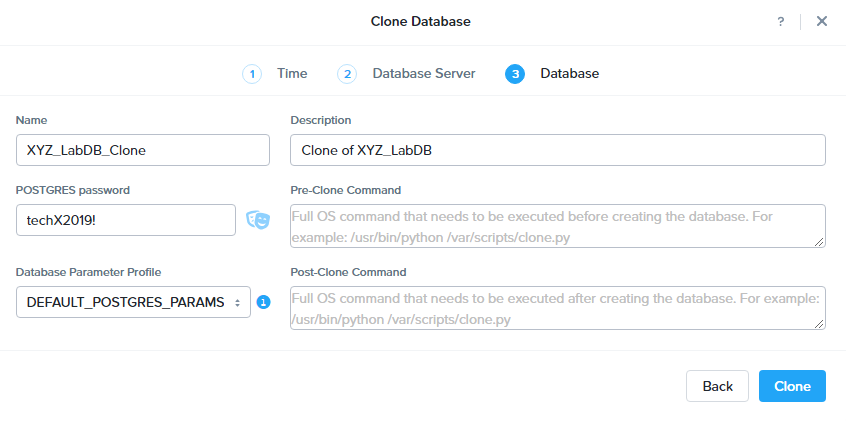 Clone Database
?
1 Time 2 Database Server 3 Database
Name
XYZ_LabDB_Clone
Description
Clone of XYZ_LabDB
POSTGRES password
techX2019!
Pre-Clone Command
Full OS command that needs to be executed before creating the database. For
example: /usr/bin/python /var/scripts/clone.py
Database Parameter Profile
DEFAULT_POSTGRES_PARAMS
1
Post-Clone Command
Full OS command that needs to be executed after creating the database. For example:
/usr/bin/python /var/scripts/clone.py
Back
Clone